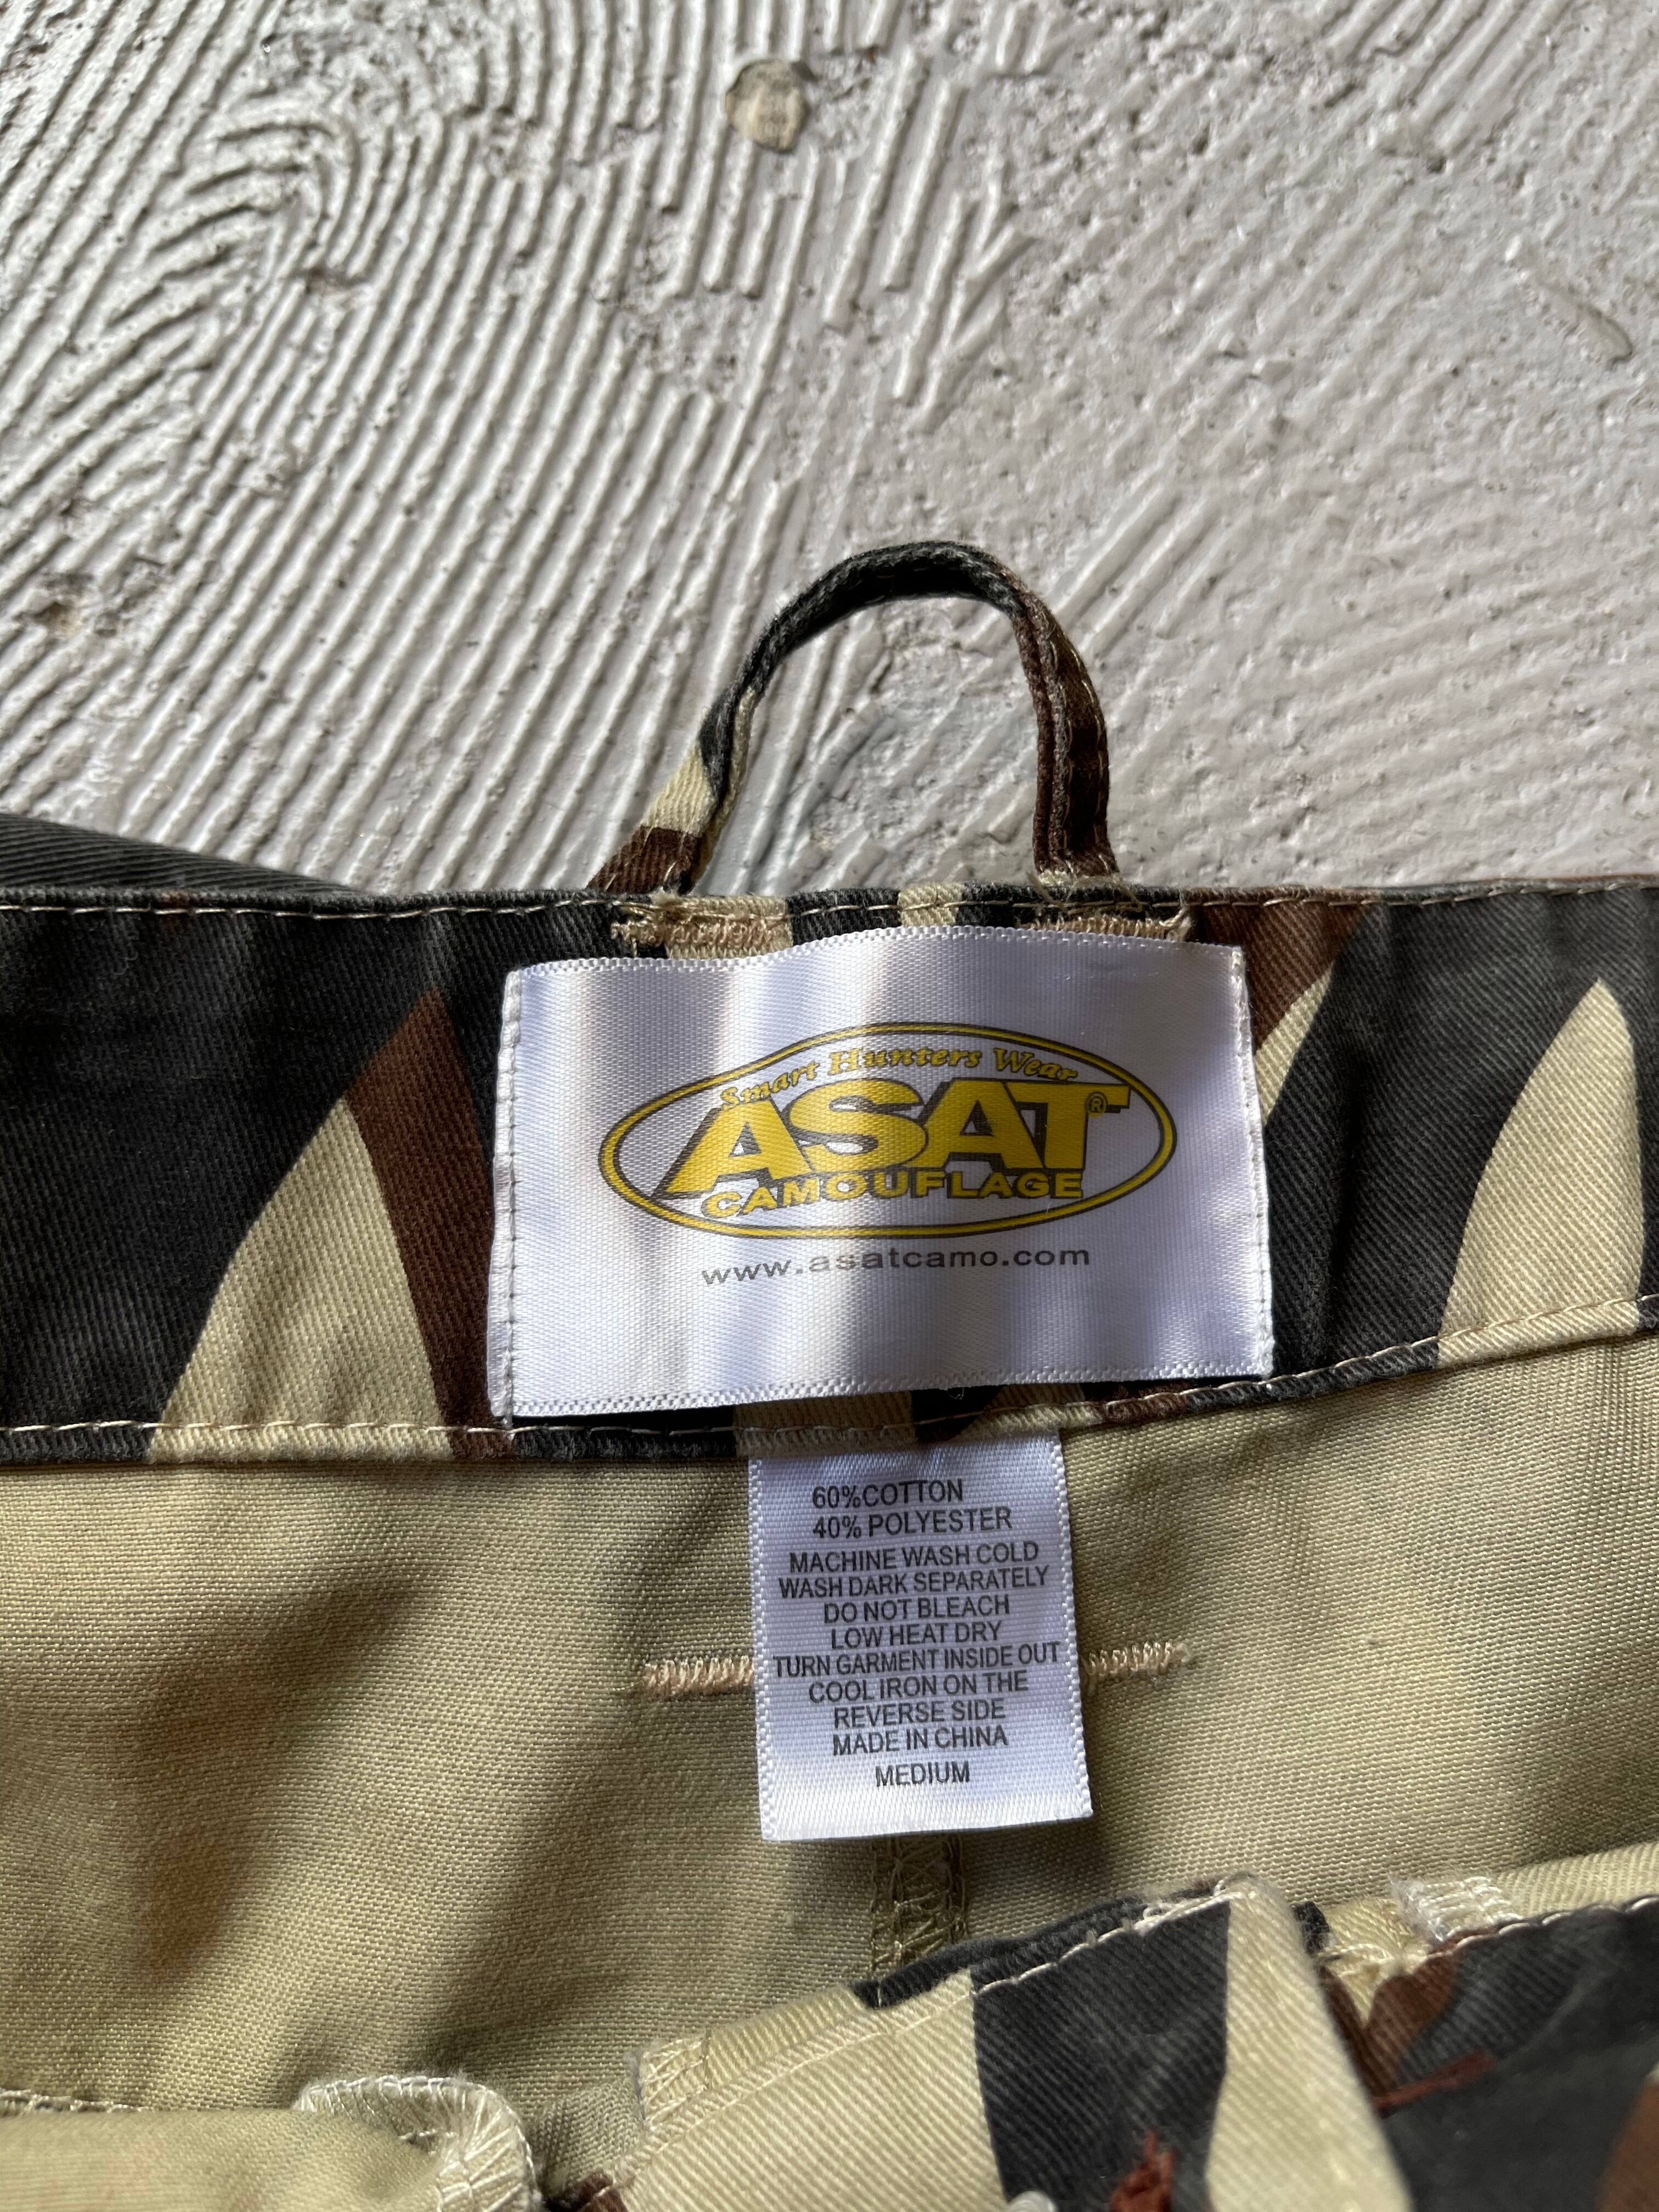 Smart Hunters Wear
ASAT®
CAMOUFLAGE
www.asatcamo.com
60%COTTON
40% POLYESTER
MACHINE WASH COLD
WASH DARK SEPARATELY
DO NOT BLEACH
LOW HEAT DRY
TURN GARMENT INSIDE OUT
COOL IRON ON THE
REVERSE SIDE
MADE IN CHINA
MEDIUM